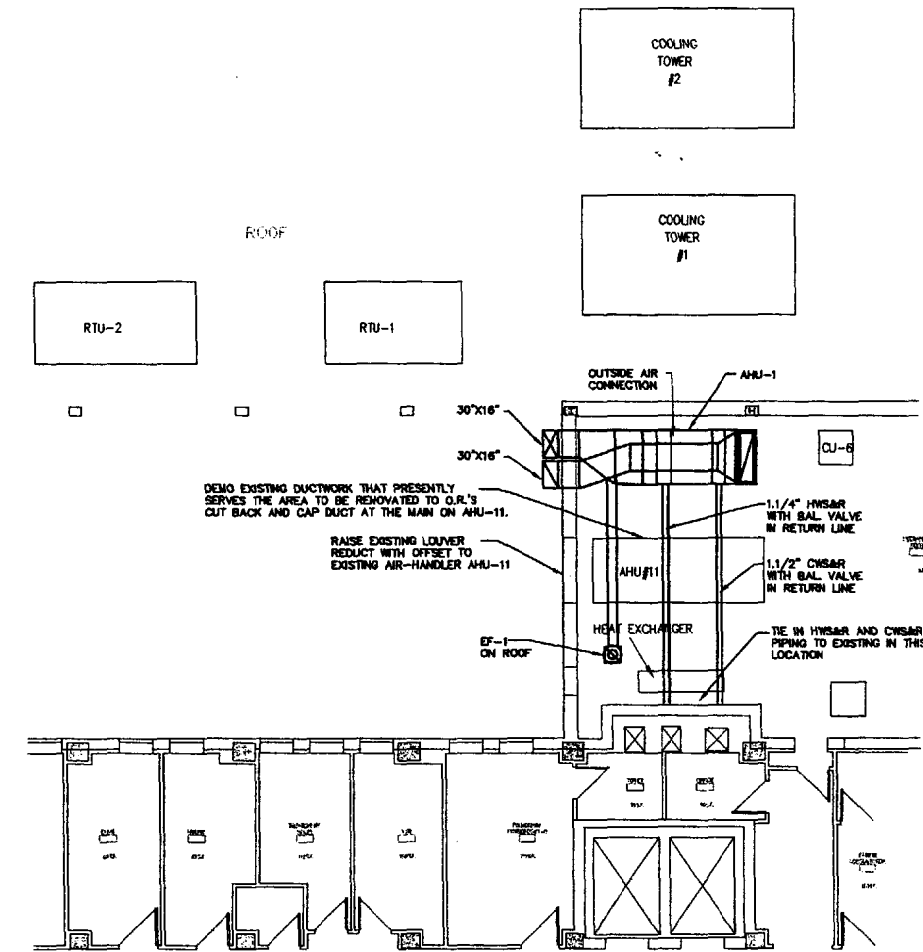 COOLING
TOWER
#2
COOLING
TOWER
#1
ROOF
RTU-2
RTU-1
OUTSIDE AIR
CONNECTION
AHU-1
30"X16"
30"X16"
CU-6
DEMO EXISTING DUCTWORK THAT PRESENTLY
SERVES THE AREA TO BE RENOVATED TO O.R.'S
CUT BACK AND CAP DUCT AT THE MAIN ON AHU-11.
1.1/4" HWS&R
WITH BAL. VALVE
IN RETURN LINE
RAISE EXISTING LOUVER
REDUCT WITH OFFSET TO
EXISTING AIR-HANDLER AHU-11
AHU#11
1.1/2" CWS&R
WITH BAL. VALVE
IN RETURN LINE
HEAT EXCHANGER
EF-1
ON ROOF
TIE IN HWS&R AND CWS&R
PIPING TO EXISTING IN THIS
LOCATION